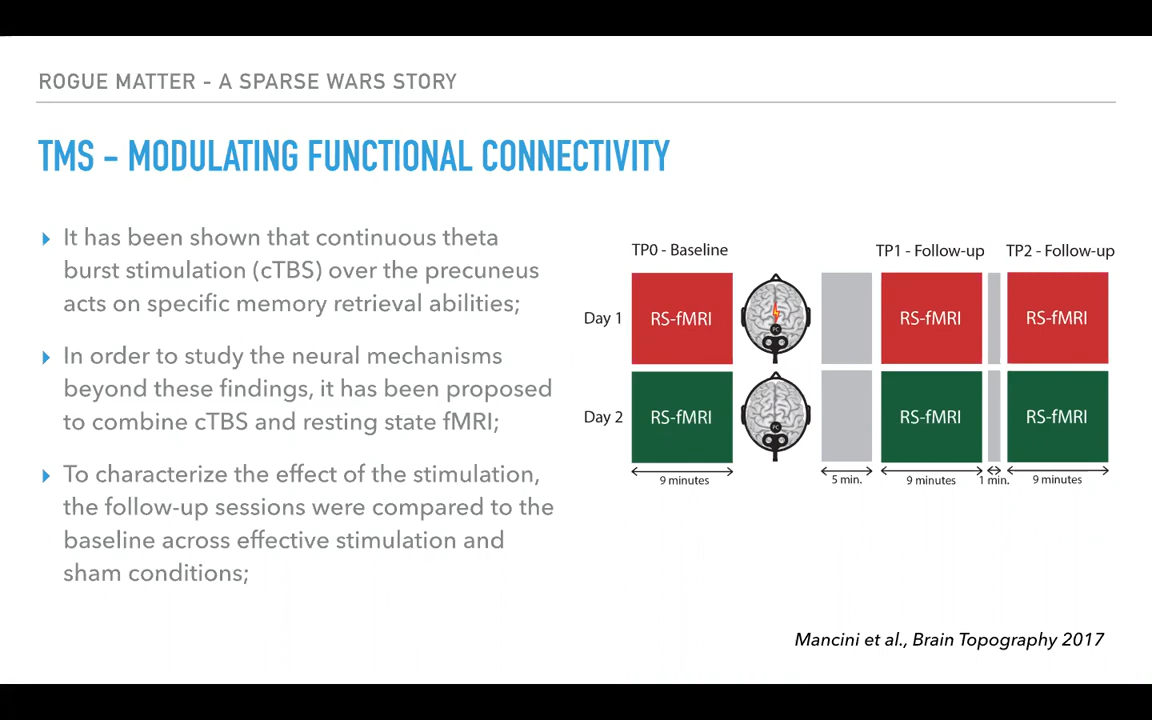 ROGUE MATTER - A SPARSE WARS STORY
TMS - MODULATING FUNCTIONAL CONNECTIVITY
It has been shown that continuous theta
burst stimulation (cTBS) over the precuneus
acts on specific memory retrieval abilities;
In order to study the neural mechanisms
beyond these findings, it has been proposed
to combine cTBS and resting state fMRI;
To characterize the effect of the stimulation,
the follow-up sessions were compared to the
baseline across effective stimulation and
sham conditions;
TP0 - Baseline TP1 - Follow-up TP2 - Follow-up
Day 1 RS-fMRI PC RS-fMRI RS-fMRI
Day 2 RS-fMRI PC RS-fMRI RS-fMRI
9 minutes 5 min. 9 minutes 1 min. 9 minutes
Mancini et al., Brain Topography 2017